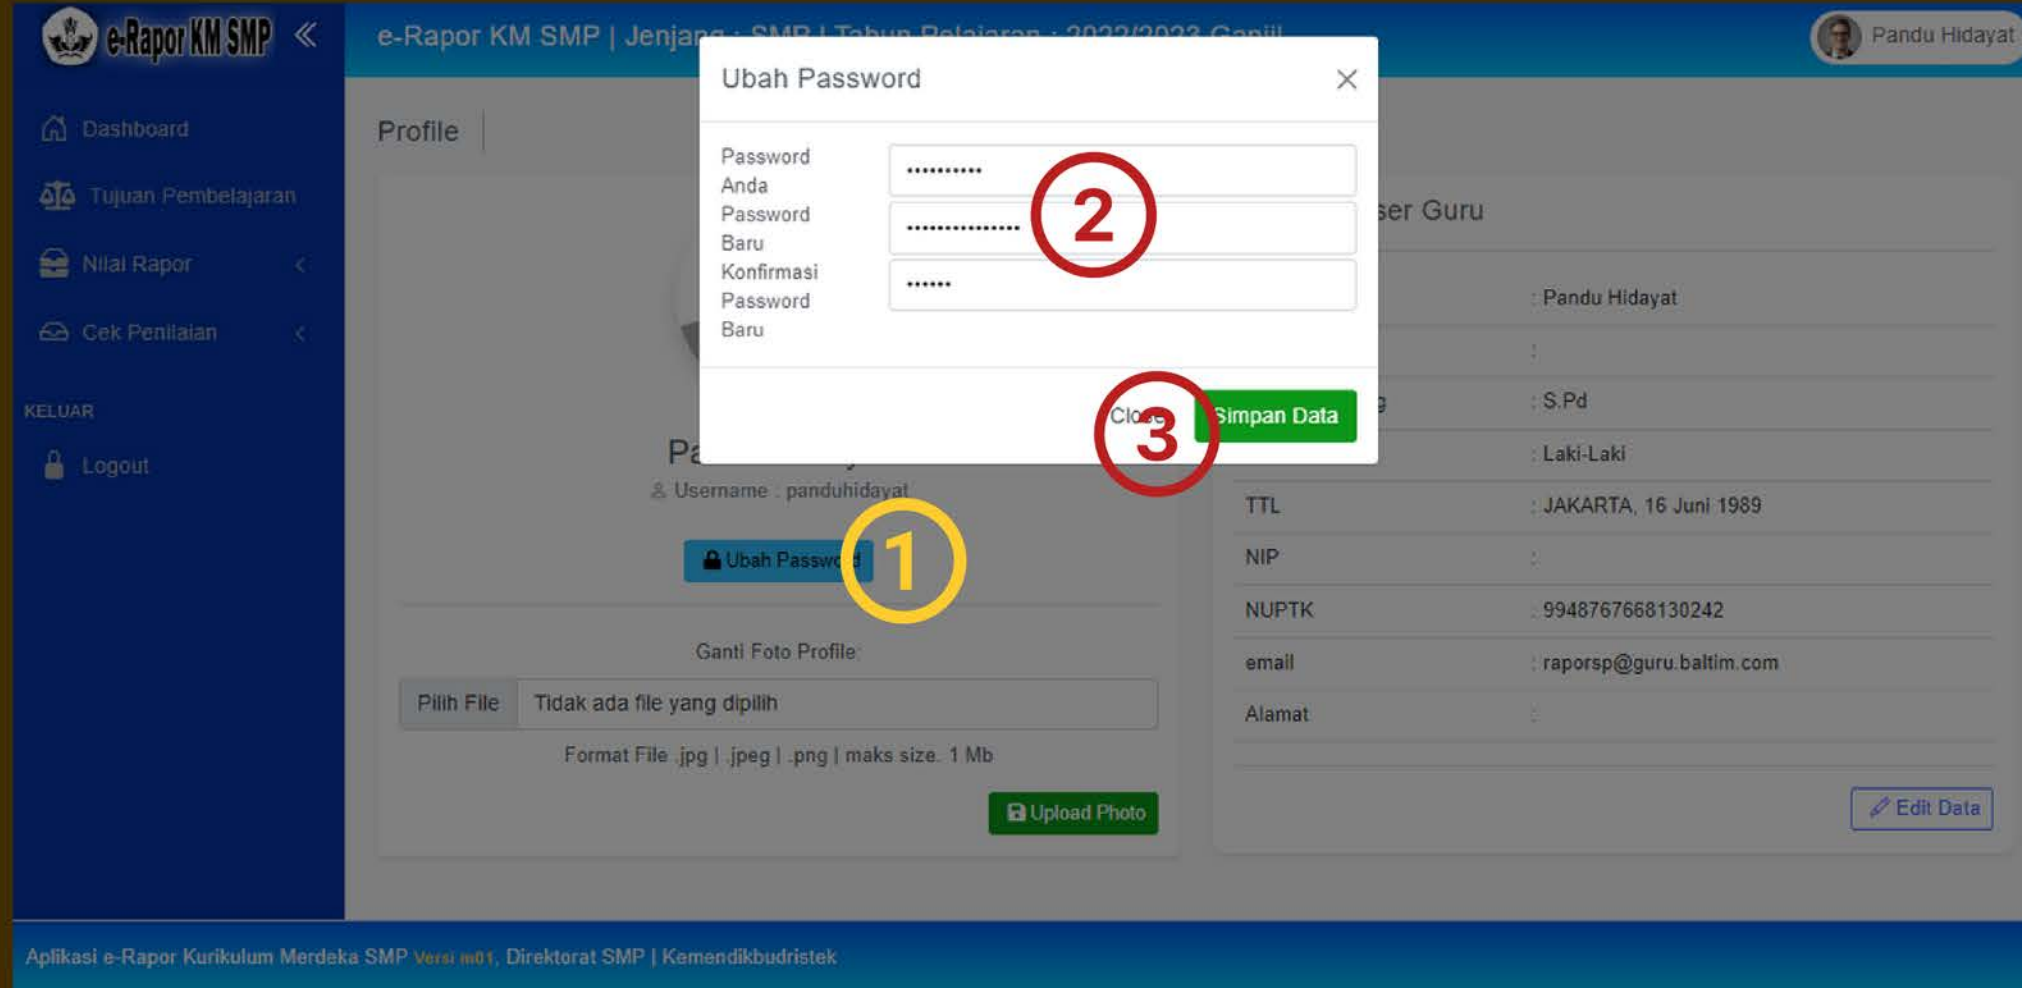 e-Rapor KM SMP
e-Rapor KM SMP | Jenjang : SMP | Tahun Pelajaran : 2022/2023 Ganjil
Pandu Hidayat
Dashboard
Tujuan Pembelajaran
Nilai Rapor
Cek Penilaian
KELUAR
Logout
Profile
Ubah Password
Password
Anda
Password
Baru
Konfirmasi
Password
Baru
2
Close
3
Simpan Data
Pa
Username : panduhidayat
Ubah Password
1
Ganti Foto Profile:
Pilih File Tidak ada file yang dipilih
Format File .jpg | .jpeg | .png | maks size. 1 Mb
Upload Photo
ser Guru
: Pandu Hidayat
:
g : S.Pd
: Laki-Laki
TTL : JAKARTA, 16 Juni 1989
NIP :
NUPTK : 9948767668130242
email : raporsp@guru.baltim.com
Alamat :
Edit Data
Aplikasi e-Rapor Kurikulum Merdeka SMP Versi m01, Direktorat SMP | Kemendikbudristek